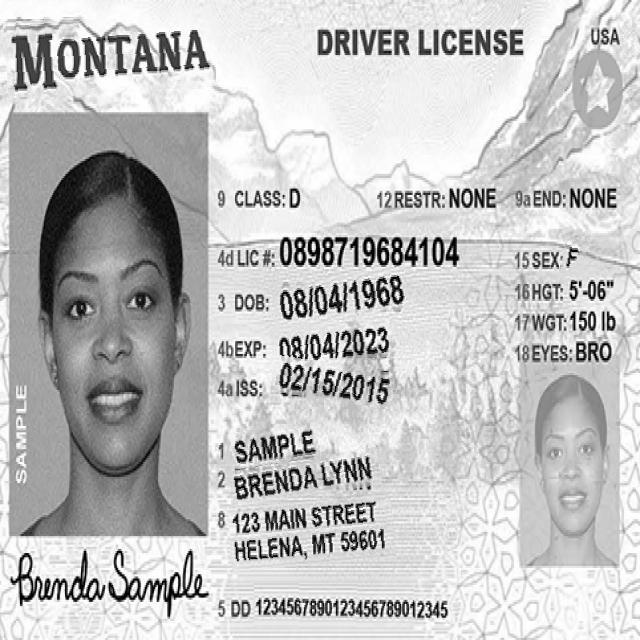 MONTANA
DRIVER LICENSE
USA
9 CLASS: D
12 RESTR: NONE
9a END: NONE
4d LIC #: 0898719684104
15 SEX: F
3 DOB: 08/04/1968
16 HGT: 5'-06"
17 WGT: 150 lb
4b EXP: 08/04/2023
18 EYES: BRO
4a ISS: 02/15/2015
SAMPLE
1 SAMPLE
2 BRENDA LYNN
8 123 MAIN STREET
HELENA, MT 59601
Brenda Sample
5 DD 1234567890123456789012345